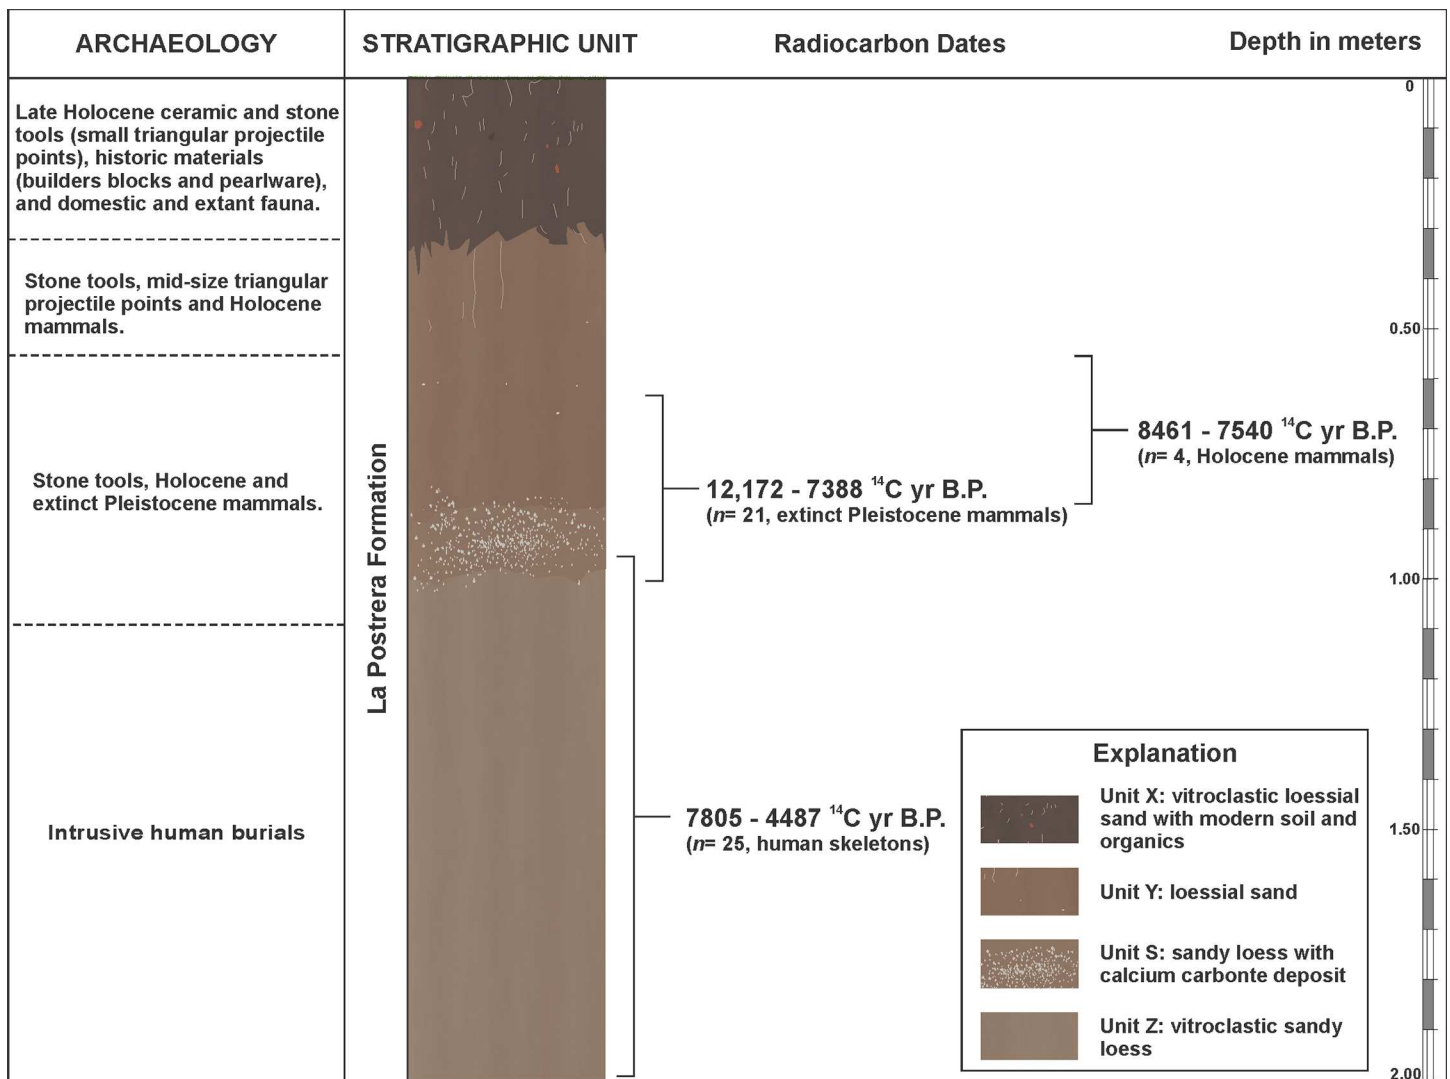 ARCHAEOLOGY
STRATIGRAPHIC UNIT
Radiocarbon Dates
Depth in meters
Late Holocene ceramic and stone
tools (small triangular projectile
points), historic materials
(builders blocks and pearlware),
and domestic and extant fauna.
Stone tools, mid-size triangular
projectile points and Holocene
mammals.
Stone tools, Holocene and
extinct Pleistocene mammals.
Intrusive human burials
La Postrera Formation
12,172 - 7388 ¹⁴C yr B.P.
(n= 21, extinct Pleistocene mammals)
8461 - 7540 ¹⁴C yr B.P.
(n= 4, Holocene mammals)
7805 - 4487 ¹⁴C yr B.P.
(n= 25, human skeletons)
0
0.50
1.00
1.50
2.00
Explanation
Unit X: vitroclastic loessial
sand with modern soil and
organics
Unit Y: loessial sand
Unit S: sandy loess with
calcium carbonte deposit
Unit Z: vitroclastic sandy
loess